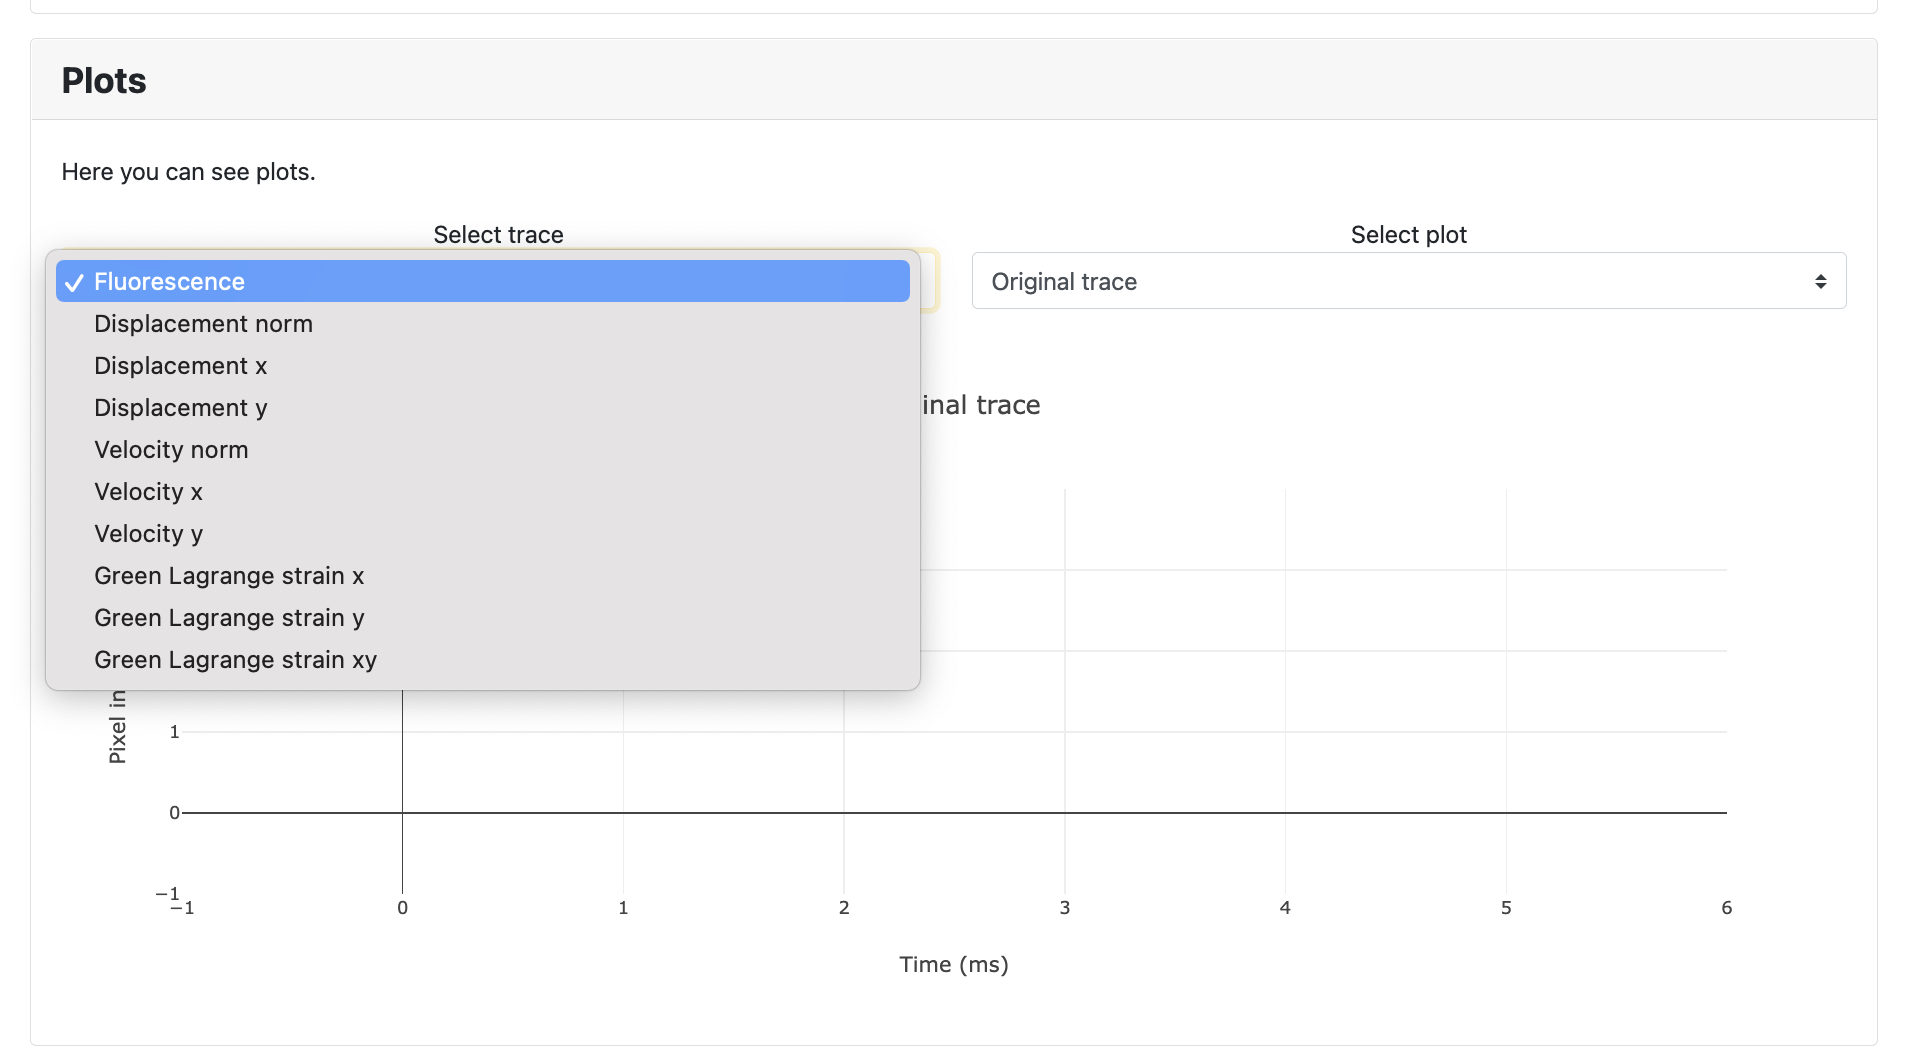 Plots
Here you can see plots.
Select trace
Select plot
Fluorescence
Displacement norm
Displacement x
Displacement y
Velocity norm
Velocity x
Velocity y
Green Lagrange strain x
Green Lagrange strain y
Green Lagrange strain xy
Original trace
inal trace
Pixel in
1
0
−1
−1 0 1 2 3 4 5 6
Time (ms)